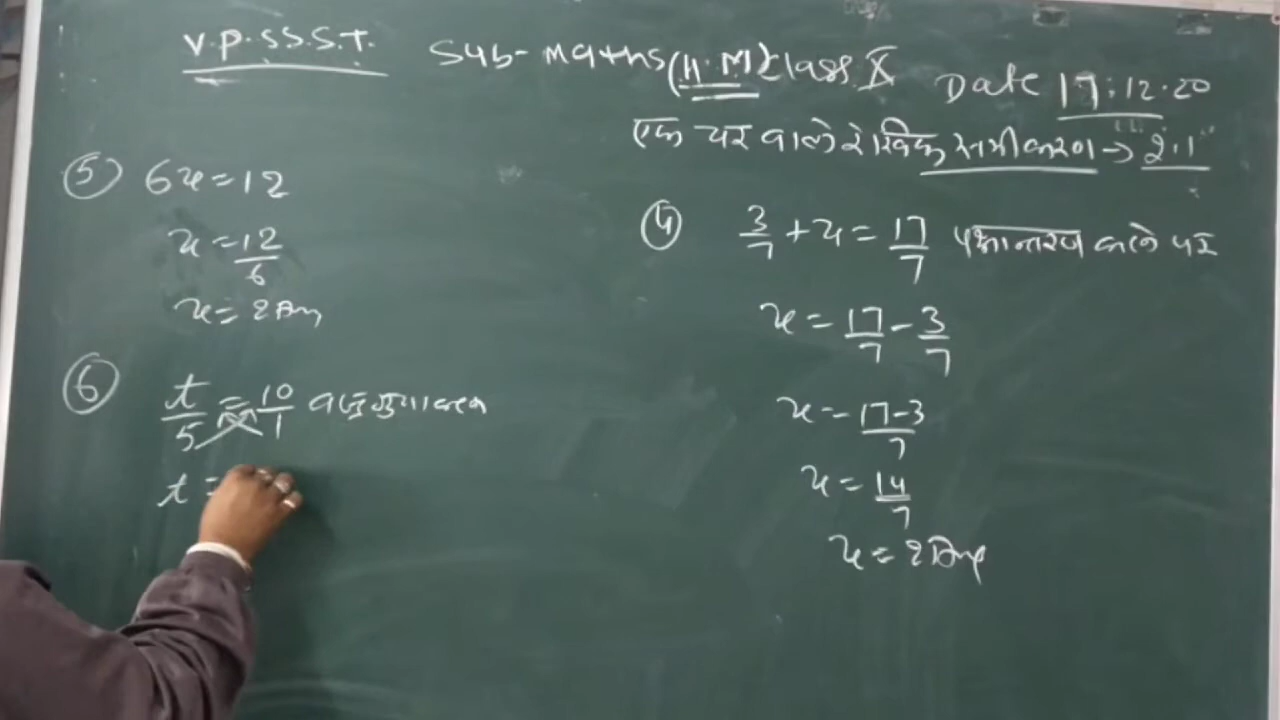 V.P.S.S.S.T.
Sub- Maths (H.M) class X
Date 17.12.20
एक चर वाले रेखिक समीकरण → 2.1
⑤ 6x = 12
x = 12/6
x = 2 Ans
⑥ t/5 = 10/1 वज्रगुणा करने
t =
④ 3/7 + x = 17/7 पक्षान्तरण करने पर
x = 17/7 - 3/7
x = 17-3/7
x = 14/7
x = 2 Ans